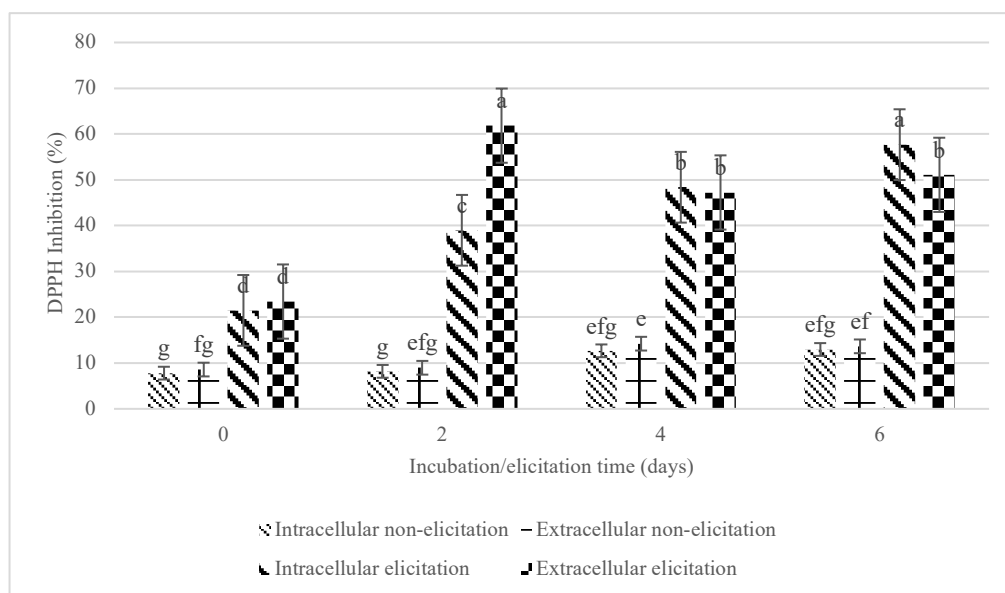 80
70
60
50
40
30
20
10
0
DPPH Inhibition (%)
g fg d d
g efg c a
efg e b b
efg ef a b
0 2 4 6
Incubation/elicitation time (days)
Intracellular non-elicitation Extracellular non-elicitation
Intracellular elicitation Extracellular elicitation